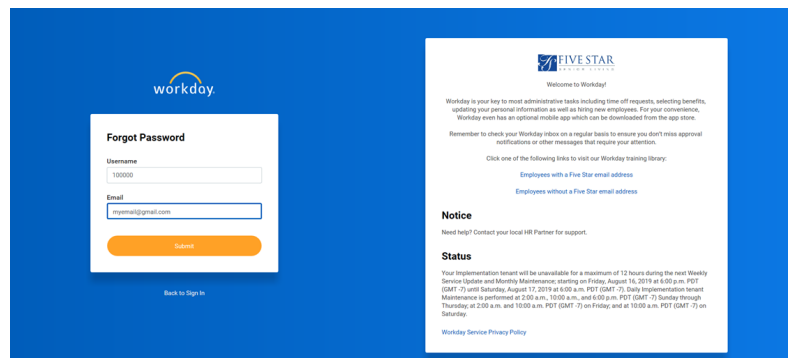 workday.
Forgot Password
Username
100000
Email
myemail@gmail.com
Submit
Back to Sign In
FIVE STAR
SENIOR LIVING
Welcome to Workday!
Workday is your key to most administrative tasks including time off requests, selecting benefits,
updating your personal information as well as hiring new employees. For your convenience,
Workday even has an optional mobile app which can be downloaded from the app store.
Remember to check your Workday inbox on a regular basis to ensure you don't miss approval
notifications or other messages that require your attention.
Click one of the following links to visit our Workday training library:
Employees with a Five Star email address
Employees without a Five Star email address
Notice
Need help? Contact your local HR Partner for support.
Status
Your Implementation tenant will be unavailable for a maximum of 12 hours during the next Weekly
Service Update and Monthly Maintenance; starting on Friday, August 16, 2019 at 6:00 p.m. PDT
(GMT -7) until Saturday, August 17, 2019 at 6:00 a.m. PDT (GMT -7). Daily Implementation tenant
Maintenance is performed at 2:00 a.m., 10:00 a.m., and 6:00 p.m. PDT (GMT -7) Sunday through
Thursday; at 2:00 a.m. and 10:00 a.m. PDT (GMT -7) on Friday; and at 10:00 a.m. PDT (GMT -7) on
Saturday.
Workday Service Privacy Policy